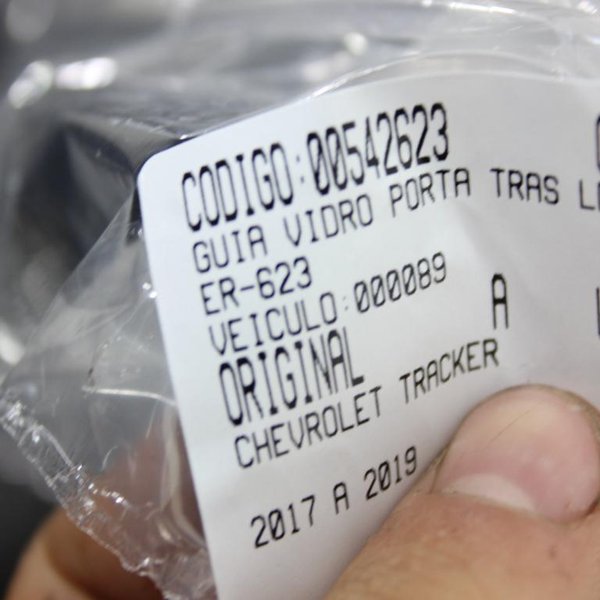 CODIGO:00542623
GUIA VIDRO PORTA TRAS
ER-623
VEICULO:000089
A
ORIGINAL
CHEVROLET TRACKER
2017 A 2019